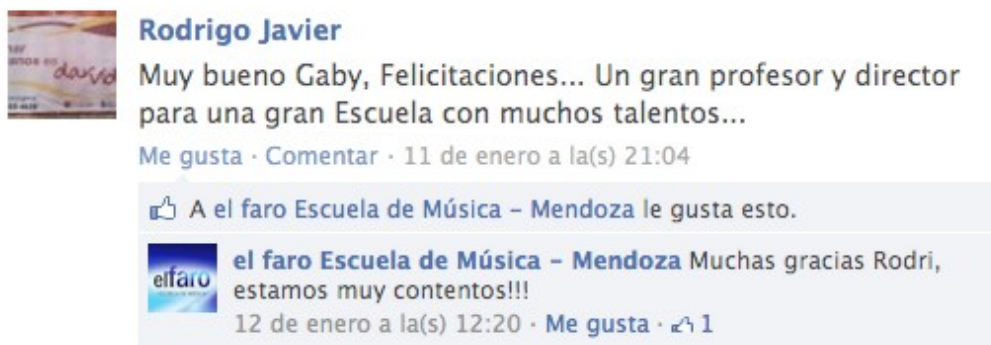 david
Rodrigo Javier
Muy bueno Gaby, Felicitaciones... Un gran profesor y director
para una gran Escuela con muchos talentos...
Me gusta · Comentar · 11 de enero a la(s) 21:04
A el faro Escuela de Música – Mendoza le gusta esto.
elfaro
el faro Escuela de Música – Mendoza Muchas gracias Rodri,
estamos muy contentos!!!
12 de enero a la(s) 12:20 · Me gusta · 1